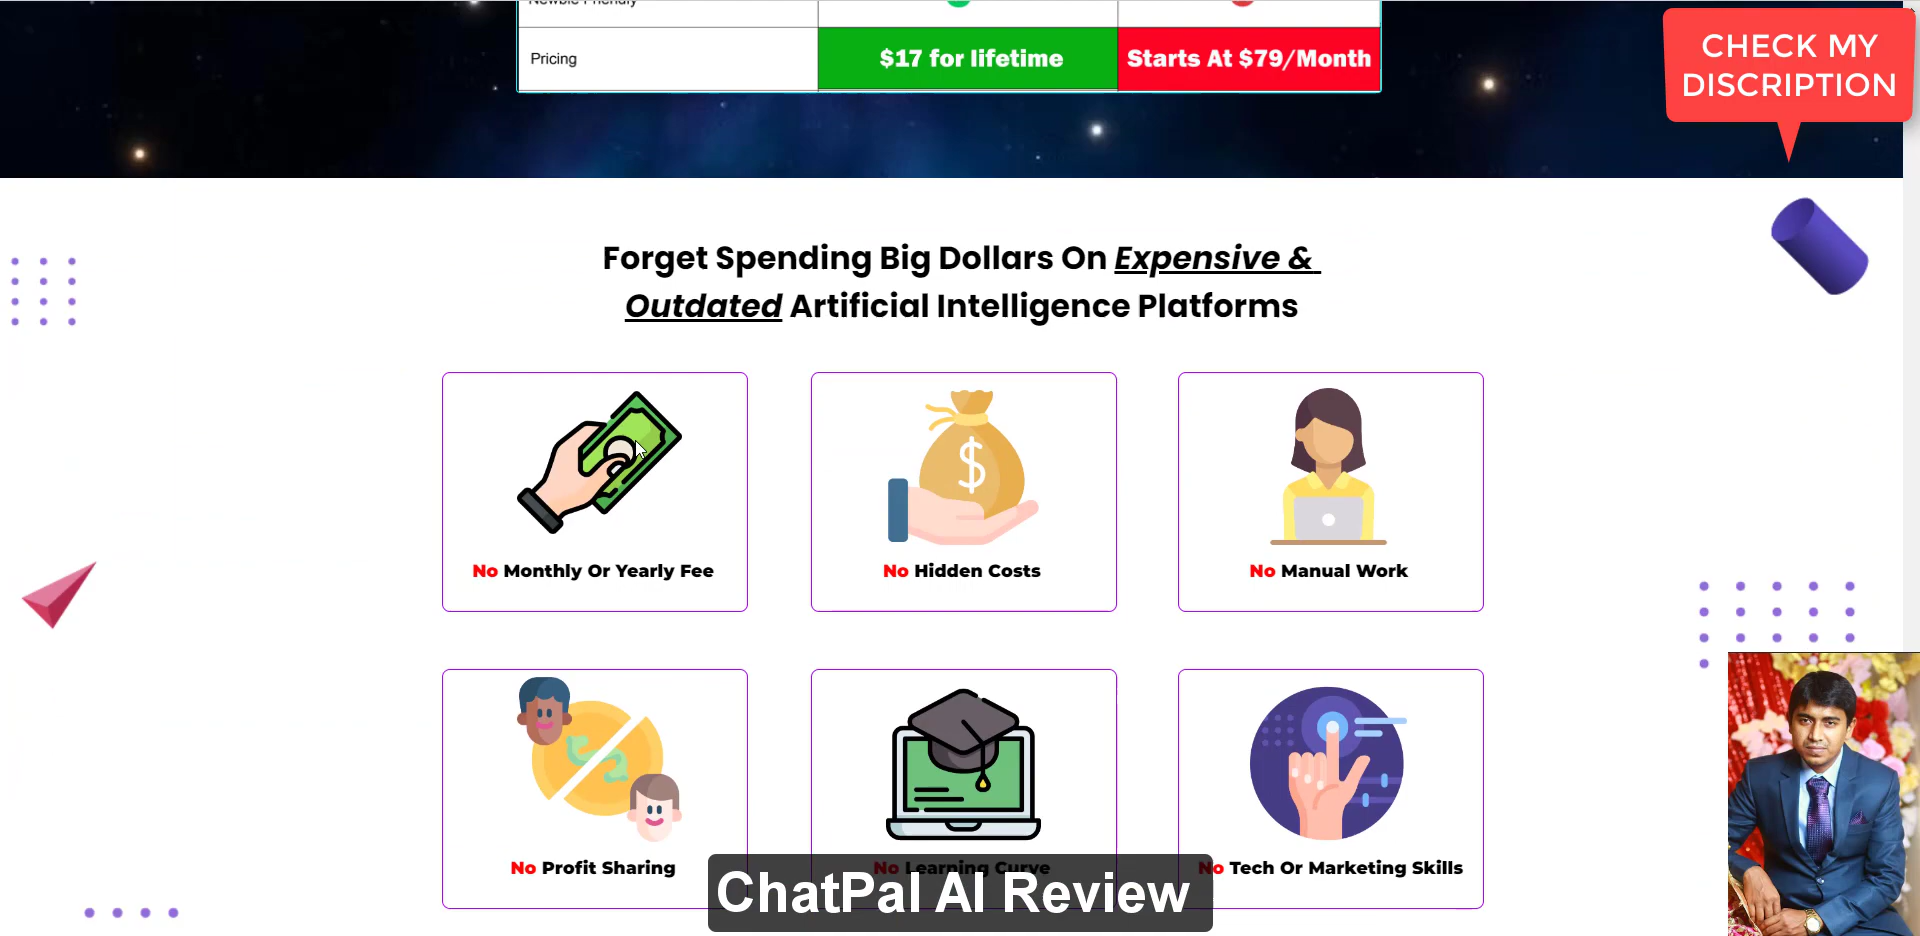 Newbie Friendly
Pricing
$17 for lifetime
Starts At $79/Month
CHECK MY
DISCRIPTION
Forget Spending Big Dollars On Expensive &
Outdated Artificial Intelligence Platforms
No Monthly Or Yearly Fee
No Hidden Costs
No Manual Work
No Profit Sharing
No Learning Curve
No Tech Or Marketing Skills
ChatPal AI Review